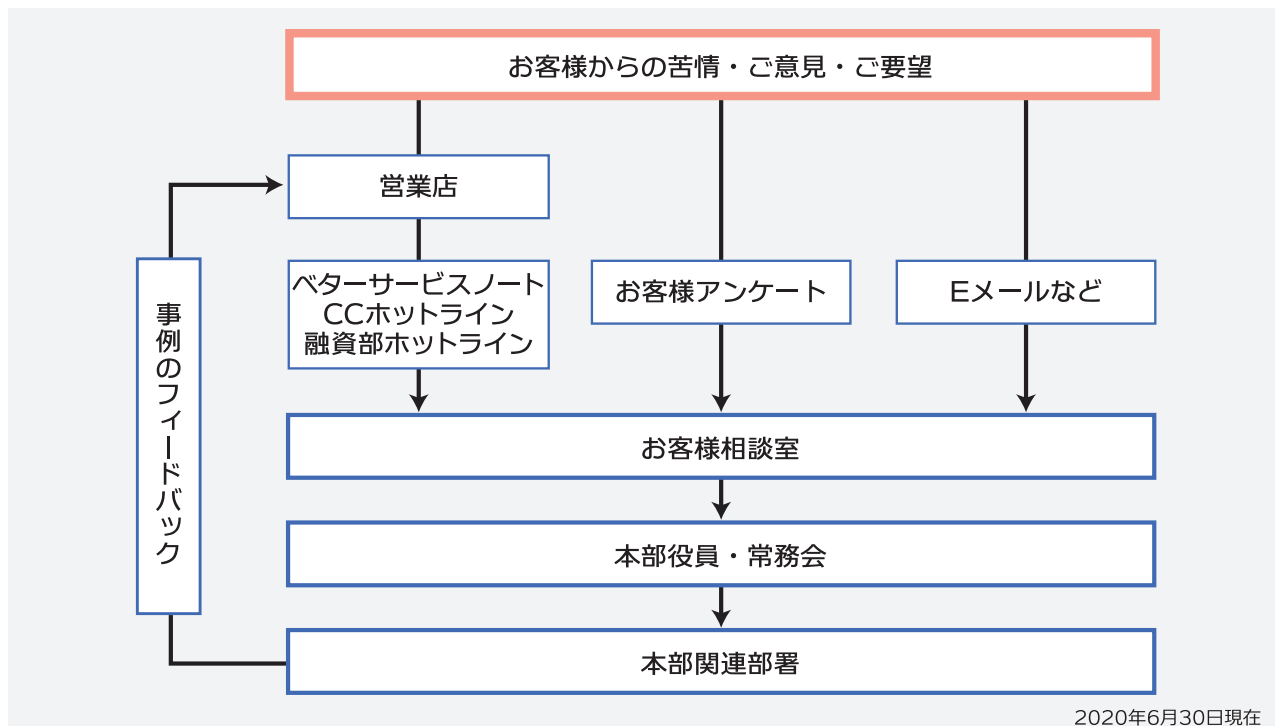 お客様からの苦情・ご意見・ご要望
営業店
ベターサービスノート
CCホットライン
融資部ホットライン
お客様アンケート
Eメールなど
事例のフィードバック
お客様相談室
本部役員・常務会
本部関連部署
2020年6月30日現在